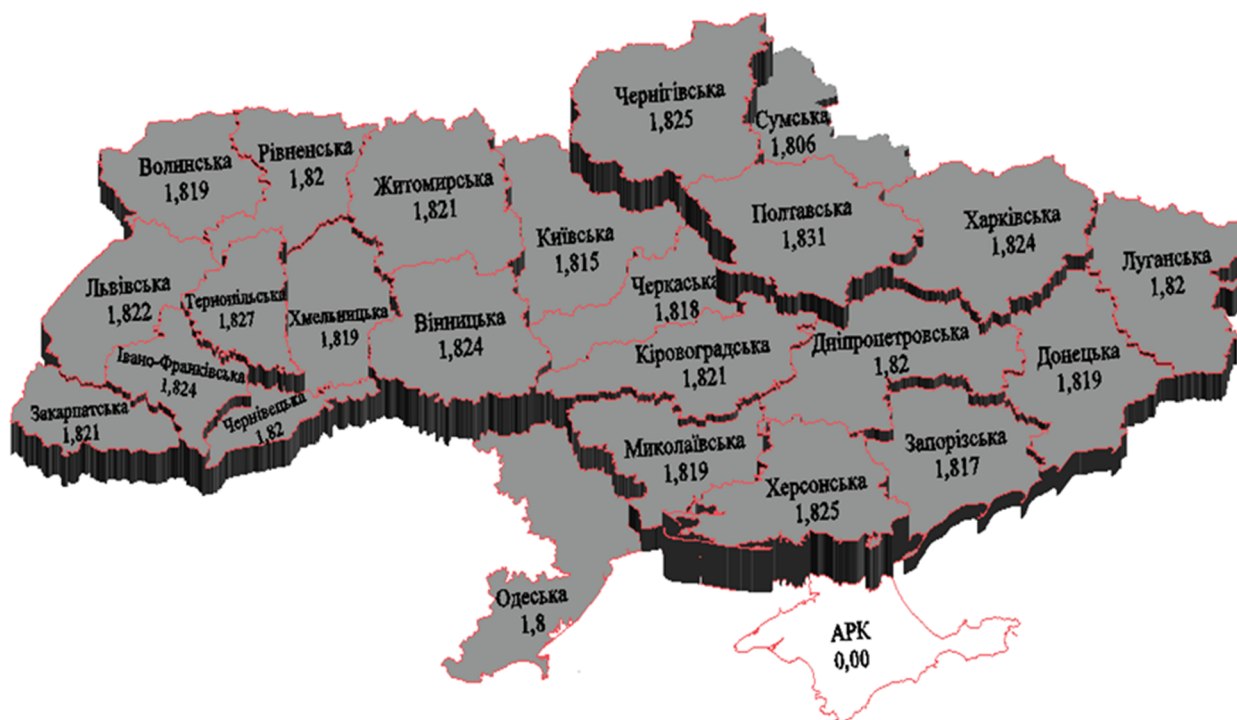 Чернігівська
1,825
Сумська
1,806
Волинська
1,819
Рівненська
1,82
Житомирська
1,821
Київська
1,815
Полтавська
1,831
Харківська
1,824
Луганська
1,82
Львівська
1,822
Тернопільська
1,827
Хмельницька
1,819
Вінницька
1,824
Черкаська
1,818
Кіровоградська
1,821
Дніпропетровська
1,82
Донецька
1,819
Івано-Франківська
1,824
Закарпатська
1,821
Чернівецька
1,82
Миколаївська
1,819
Херсонська
1,825
Запорізська
1,817
Одеська
1,8
АРК
0,00